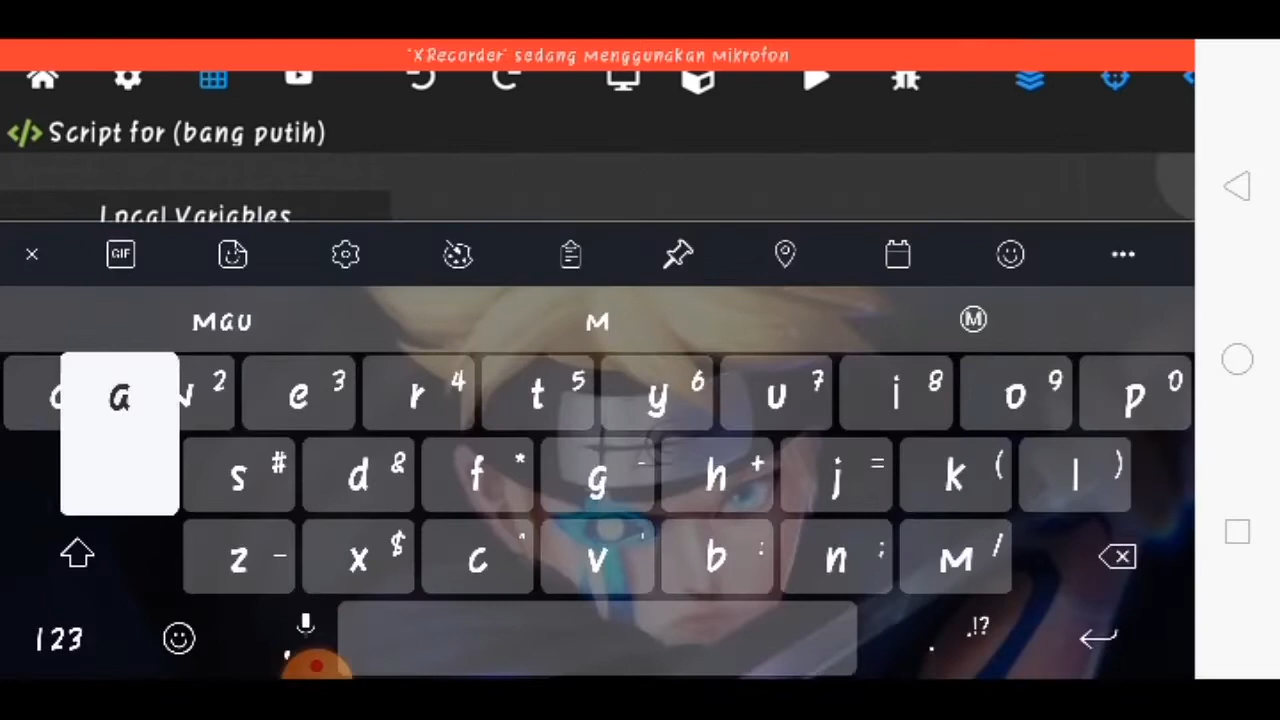 "XRecorder" sedang menggunakan mikrofon
</> Script for (bang putih)
Local Variables
GIF
mau M M
a 2 e 3 r 4 t 5 y 6 u 7 i 8 o 9 p 0
s # d & f * g - h + j = k ( l )
z _ x $ c " v ' b : n ; m /
123 , . .!?